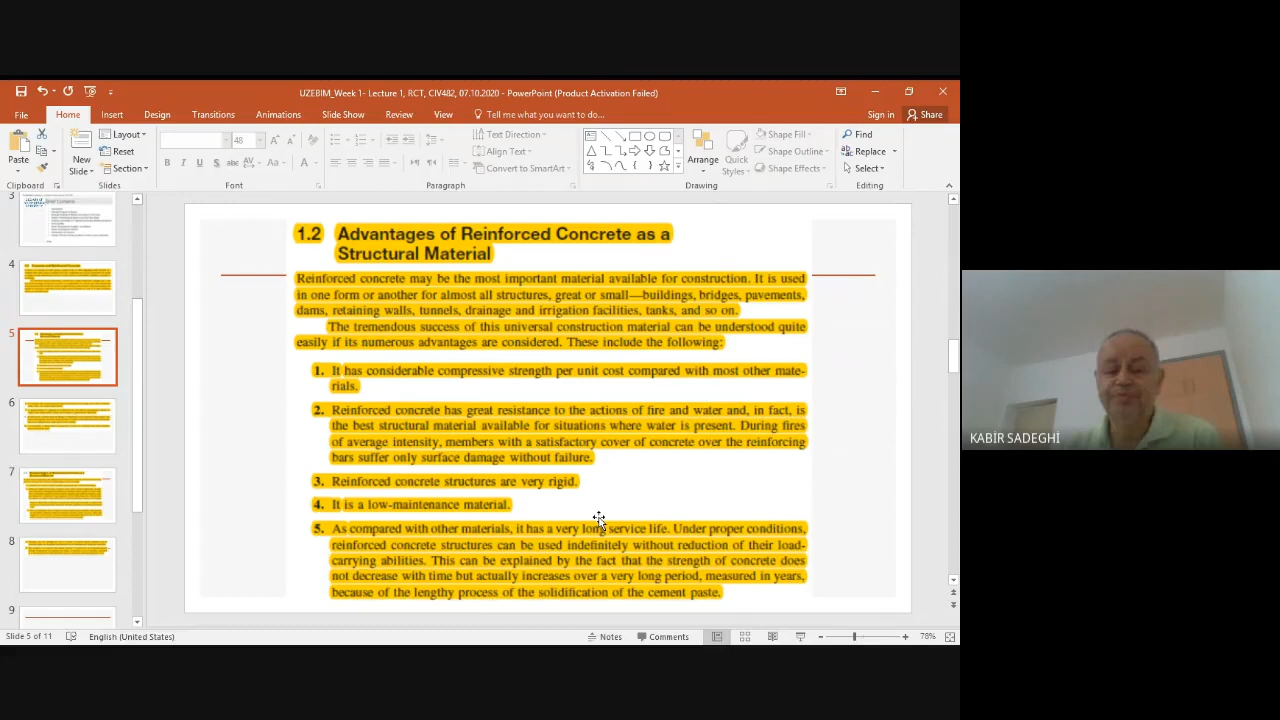 UZEBIM_Week 1- Lecture 1, RCT, CIV482, 07.10.2020 - PowerPoint (Product Activation Failed)
File Home Insert Design Transitions Animations Slide Show Review View Tell me what you want to do... Sign in Share
Paste
Clipboard
New Slide
Layout
Reset
Section
Slides
48
B I U S abc AV Aa A
Font
Text Direction
Align Text
Convert to SmartArt
Paragraph
Arrange
Quick Styles
Shape Fill
Shape Outline
Shape Effects
Drawing
Find
Replace
Select
Editing
3
4
5
6
7
8
9
1.2 Advantages of Reinforced Concrete as a
Structural Material
Reinforced concrete may be the most important material available for construction. It is used
in one form or another for almost all structures, great or small—buildings, bridges, pavements,
dams, retaining walls, tunnels, drainage and irrigation facilities, tanks, and so on.
The tremendous success of this universal construction material can be understood quite
easily if its numerous advantages are considered. These include the following:
1. It has considerable compressive strength per unit cost compared with most other mate-
rials.
2. Reinforced concrete has great resistance to the actions of fire and water and, in fact, is
the best structural material available for situations where water is present. During fires
of average intensity, members with a satisfactory cover of concrete over the reinforcing
bars suffer only surface damage without failure.
3. Reinforced concrete structures are very rigid.
4. It is a low-maintenance material.
5. As compared with other materials, it has a very long service life. Under proper conditions,
reinforced concrete structures can be used indefinitely without reduction of their load-
carrying abilities. This can be explained by the fact that the strength of concrete does
not decrease with time but actually increases over a very long period, measured in years,
because of the lengthy process of the solidification of the cement paste.
KABİR SADEGHİ
Slide 5 of 11 English (United States) Notes Comments 78%